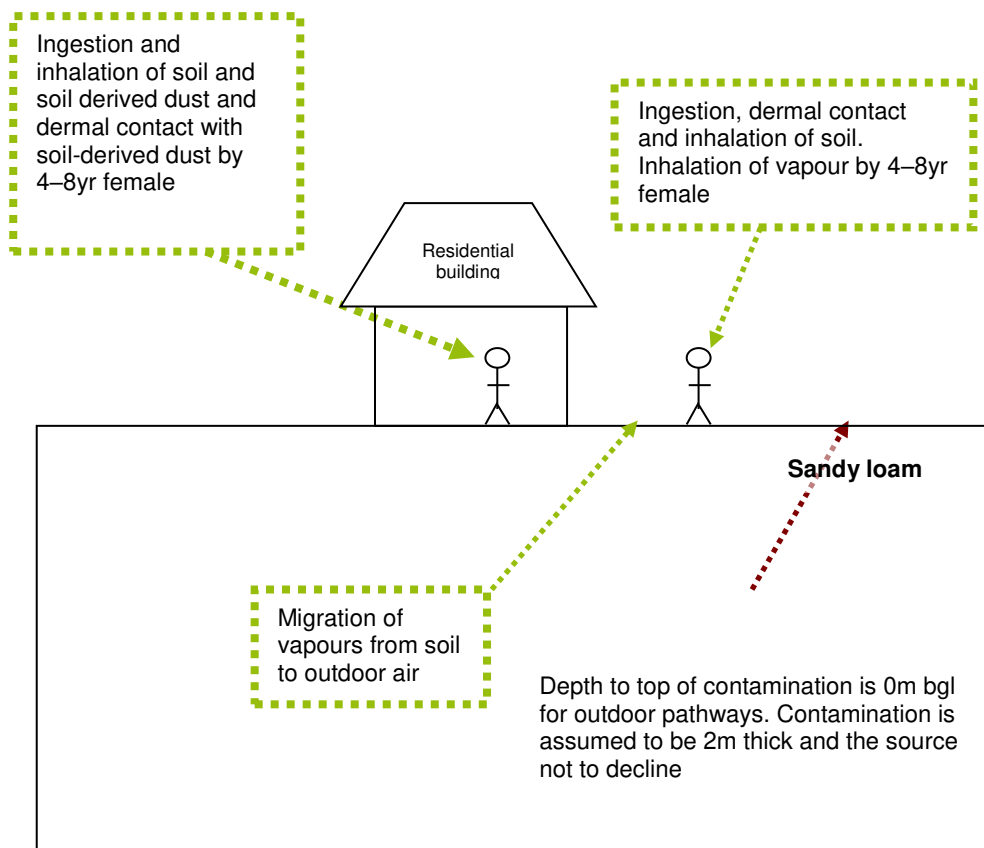 Ingestion and
inhalation of soil and
soil derived dust and
dermal contact with
soil-derived dust by
4–8yr female
Ingestion, dermal contact
and inhalation of soil.
Inhalation of vapour by 4–8yr
female
Residential
building
Sandy loam
Migration of
vapours from soil
to outdoor air
Depth to top of contamination is 0m bgl
for outdoor pathways. Contamination is
assumed to be 2m thick and the source
not to decline